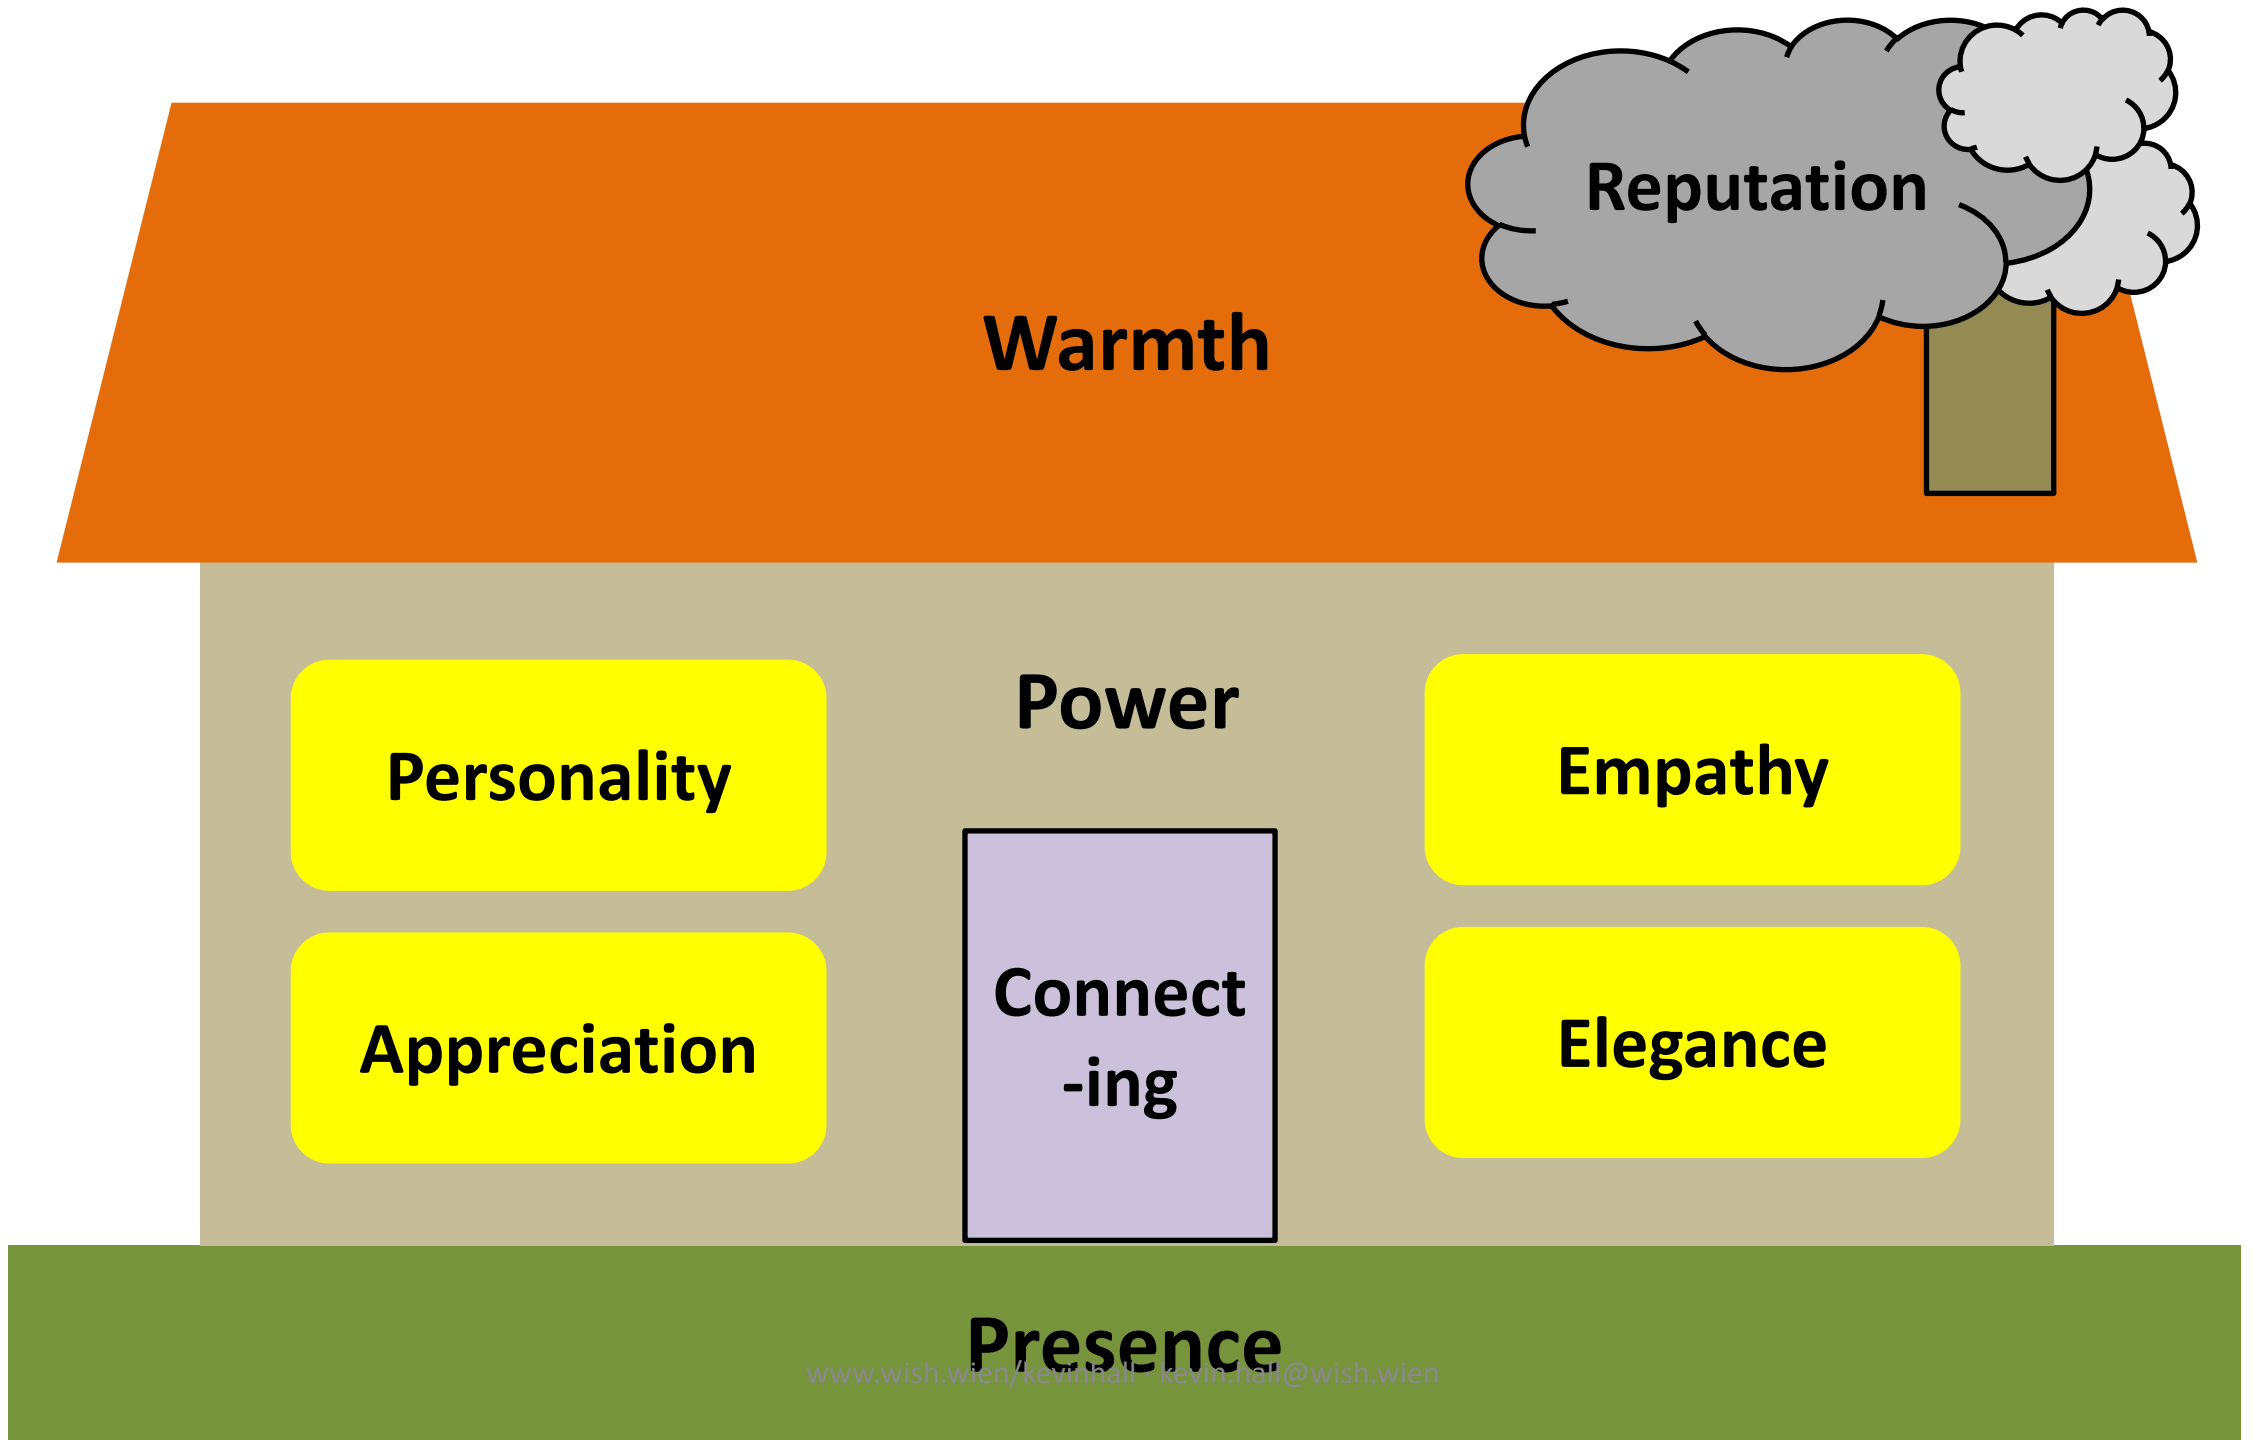 Reputation
Warmth
Power
Personality
Empathy
Connect
-ing
Appreciation
Elegance
Presence
www.wish.wien/kevinhall - kevin.hall@wish.wien